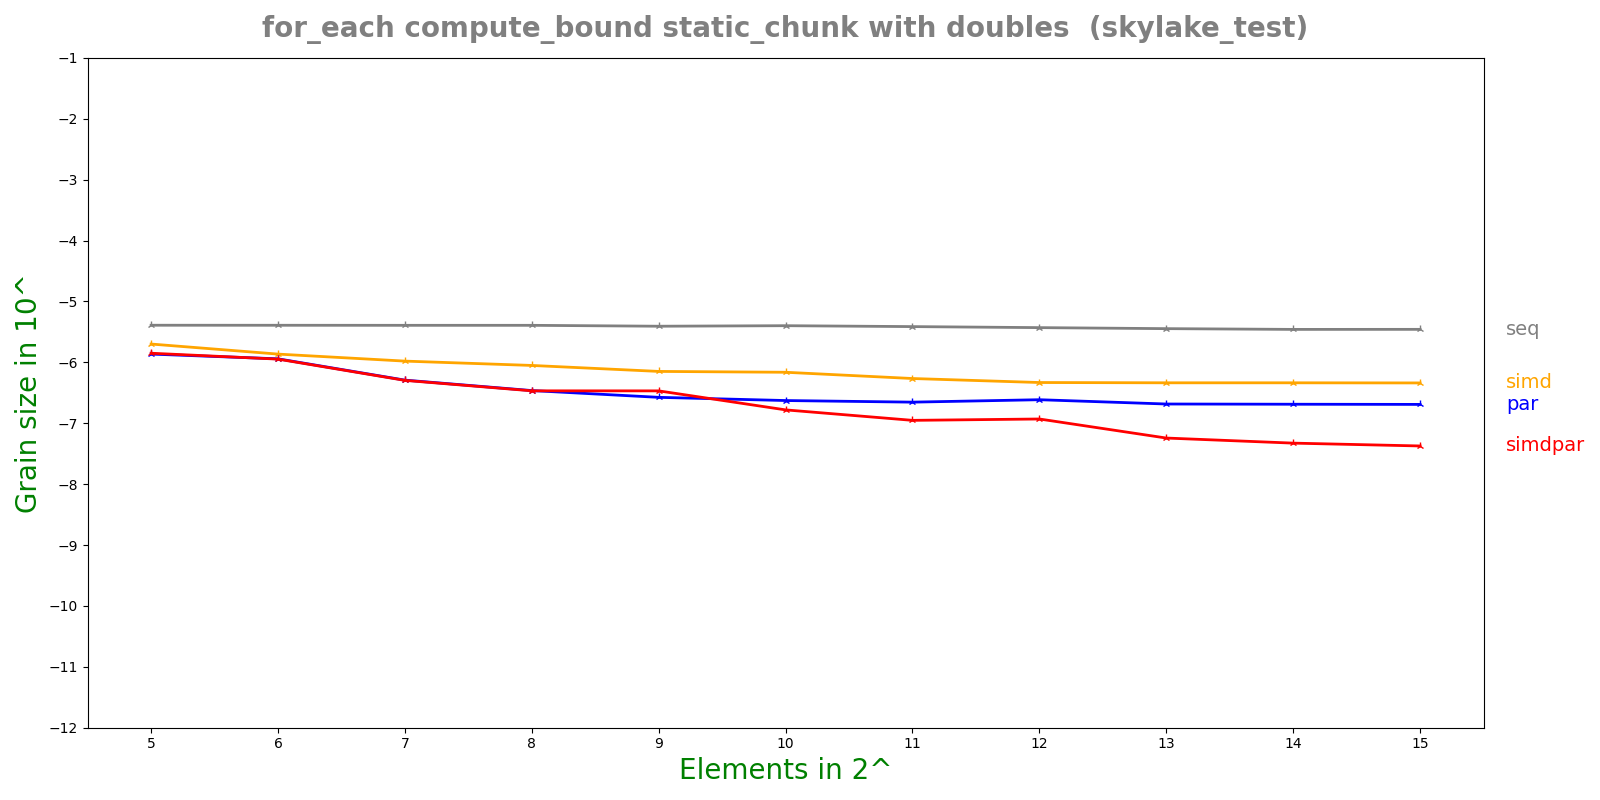 for_each compute_bound static_chunk with doubles  (skylake_test)
Grain size in 10^
−1
−2
−3
−4
−5
−6
−7
−8
−9
−10
−11
−12
seq
simd
par
simdpar
5 6 7 8 9 10 11 12 13 14 15
Elements in 2^